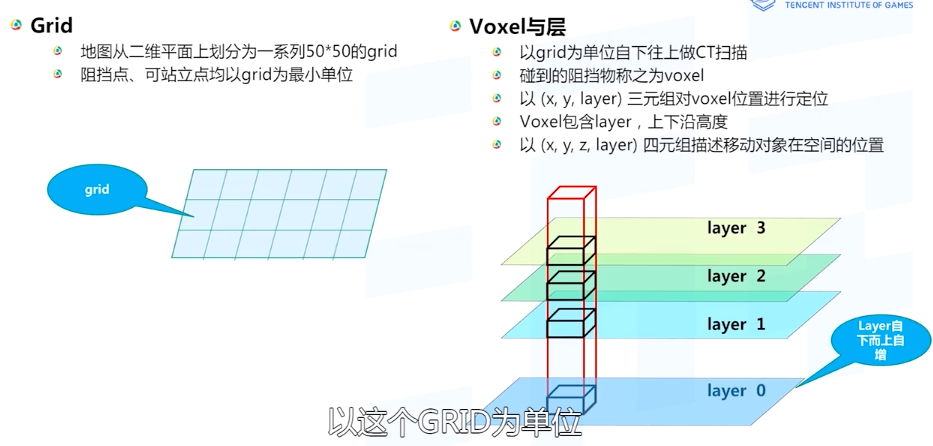 TENCENT INSTITUTE OF GAMES
Grid
地图从二维平面上划分为一系列50*50的grid
阻挡点、可站立点均以grid为最小单位
grid
Voxel与层
以grid为单位自下往上做CT扫描
碰到的阻挡物称之为voxel
以 (x, y, layer) 三元组对voxel位置进行定位
Voxel包含layer，上下沿高度
以 (x, y, z, layer) 四元组描述移动对象在空间的位置
layer 3
layer 2
layer 1
Layer自
下而上自
增
layer 0
以这个GRID为单位